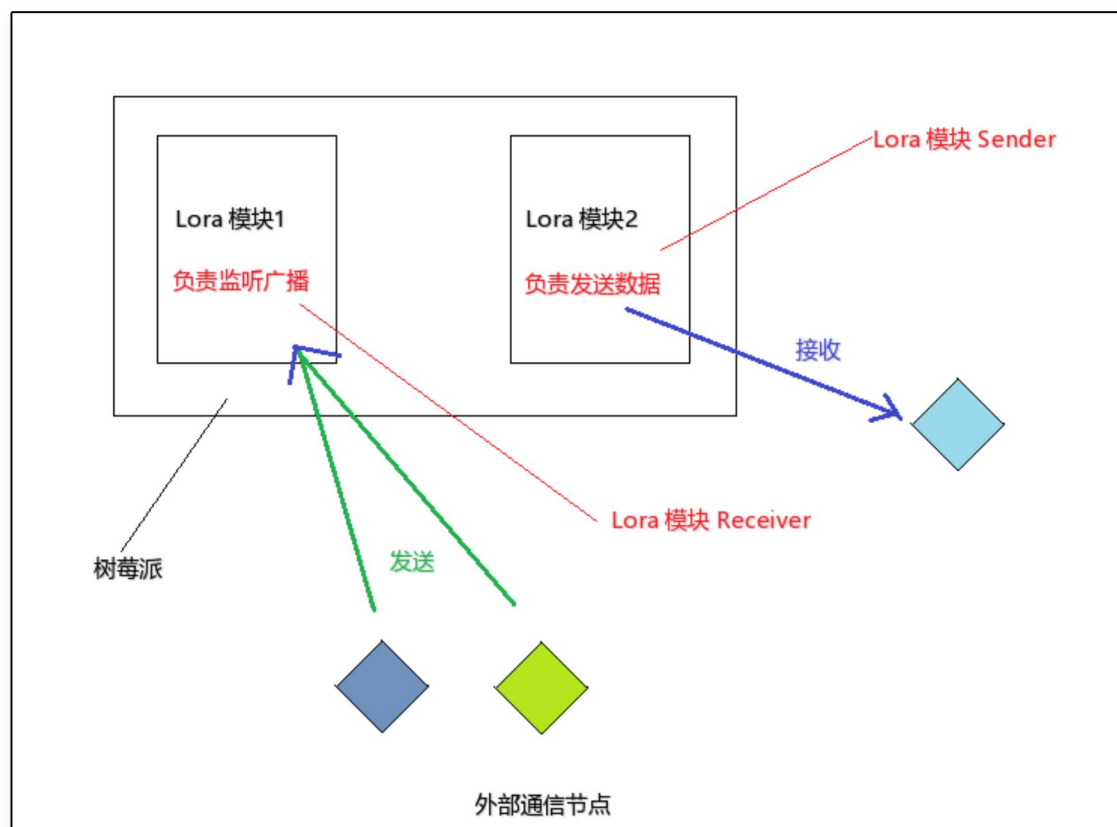 Lora 模块 Sender
Lora 模块1
Lora 模块2
负责监听广播
负责发送数据
接收
Lora 模块 Receiver
发送
树莓派
外部通信节点